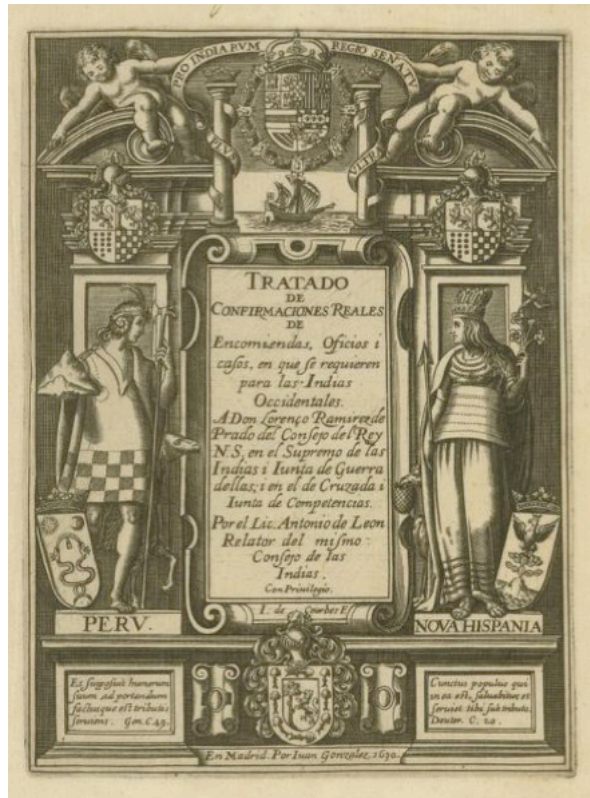 PRO INDIARVM REGIO SENATV
PLVS VLTRA
TRATADO
DE
CONFIRMACIONES REALES
DE
Encomiendas, Oficios i
casos, en que se requieren
para las Indias
Occidentales.
A Don Lorenço Ramirez de
Prado del Consejo del Rey
N.S, en el Supremo de las
Indias i Iunta de Guerra
dellas; i en el de Cruzada i
Iunta de Competencias.
Por el Lic. Antonio de Leon
Relator del mismo
Consejo de las
Indias.
Con Privilegio.
I. de Courbes F
PERV.
NOVA HISPANIA
Et supposuit humerum
suum ad portandum
factusque est tributis
serviens. Gen. C 49.
Cunctus populus qui
in ea est, salvabitur, et
serviet tibi sub tributo.
Deuter. C. 20.
En Madrid. Por Iuan Gonzalez 1630.